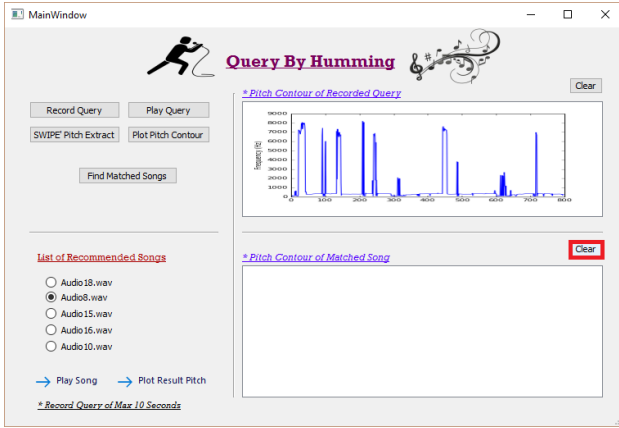 MainWindow
Query By Humming
Clear
* Pitch Contour of Recorded Query
Record Query
Play Query
SWIPE' Pitch Extract
Plot Pitch Contour
Find Matched Songs
Frequency (Hz)
9000
8000
7000
6000
5000
4000
3000
2000
1000
0
0 100 200 300 400 500 600 700 800
Clear
* Pitch Contour of Matched Song
List of Recommended Songs
Audio18.wav
Audio8.wav
Audio15.wav
Audio16.wav
Audio10.wav
Play Song
Plot Result Pitch
* Record Query of Max 10 Seconds